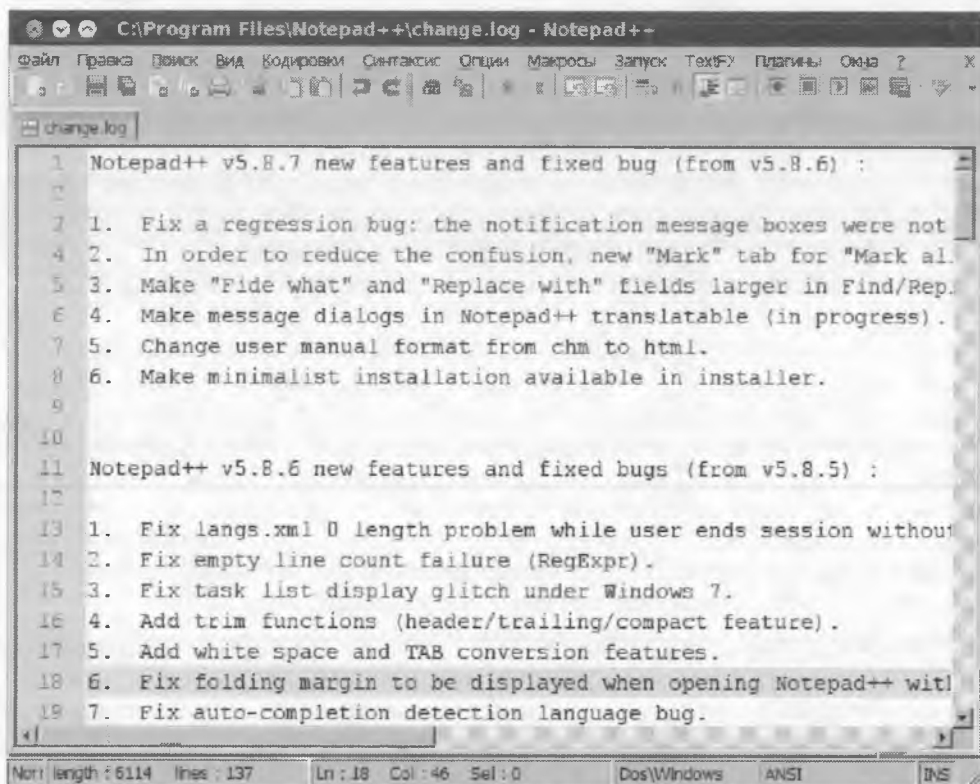 C:\Program Files\Notepad++\change.log - Notepad++
Файл Правка Поиск Вид Кодировки Синтаксис Опции Макросы Запуск TextFX Плагины Окна ? X
change.log
1 Notepad++ v5.8.7 new features and fixed bug (from v5.8.6) :
2
3 1. Fix a regression bug: the notification message boxes were not
4 2. In order to reduce the confusion, new "Mark" tab for "Mark al
5 3. Make "Fide what" and "Replace with" fields larger in Find/Rep
6 4. Make message dialogs in Notepad++ translatable (in progress).
7 5. Change user manual format from chm to html.
8 6. Make minimalist installation available in installer.
9
10
11 Notepad++ v5.8.6 new features and fixed bugs (from v5.8.5) :
12
13 1. Fix langs.xml 0 length problem while user ends session without
14 2. Fix empty line count failure (RegExpr).
15 3. Fix task list display glitch under Windows 7.
16 4. Add trim functions (header/trailing/compact feature).
17 5. Add white space and TAB conversion features.
18 6. Fix folding margin to be displayed when opening Notepad++ wit
19 7. Fix auto-completion detection language bug.
length : 6114 lines : 137 Ln : 18 Col : 46 Sel : 0 Dos\Windows ANSI INS